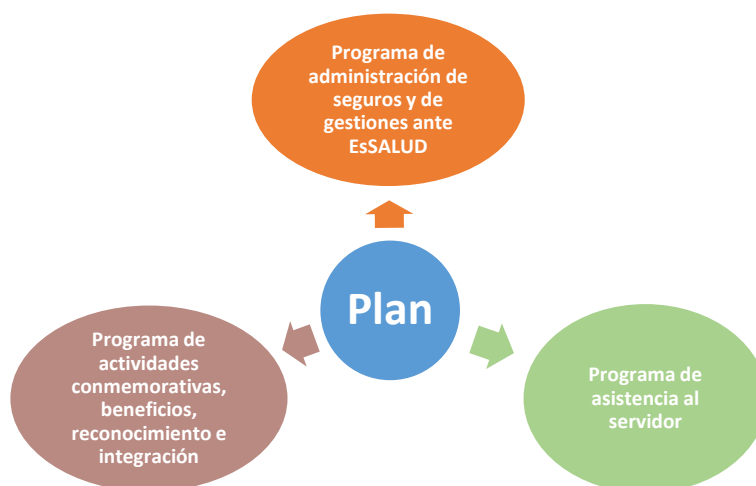 Programa de
administración de
seguros y de
gestiones ante
EsSALUD
Plan
Programa de
actividades
conmemorativas,
beneficios,
reconocimiento e
integración
Programa de
asistencia al
servidor